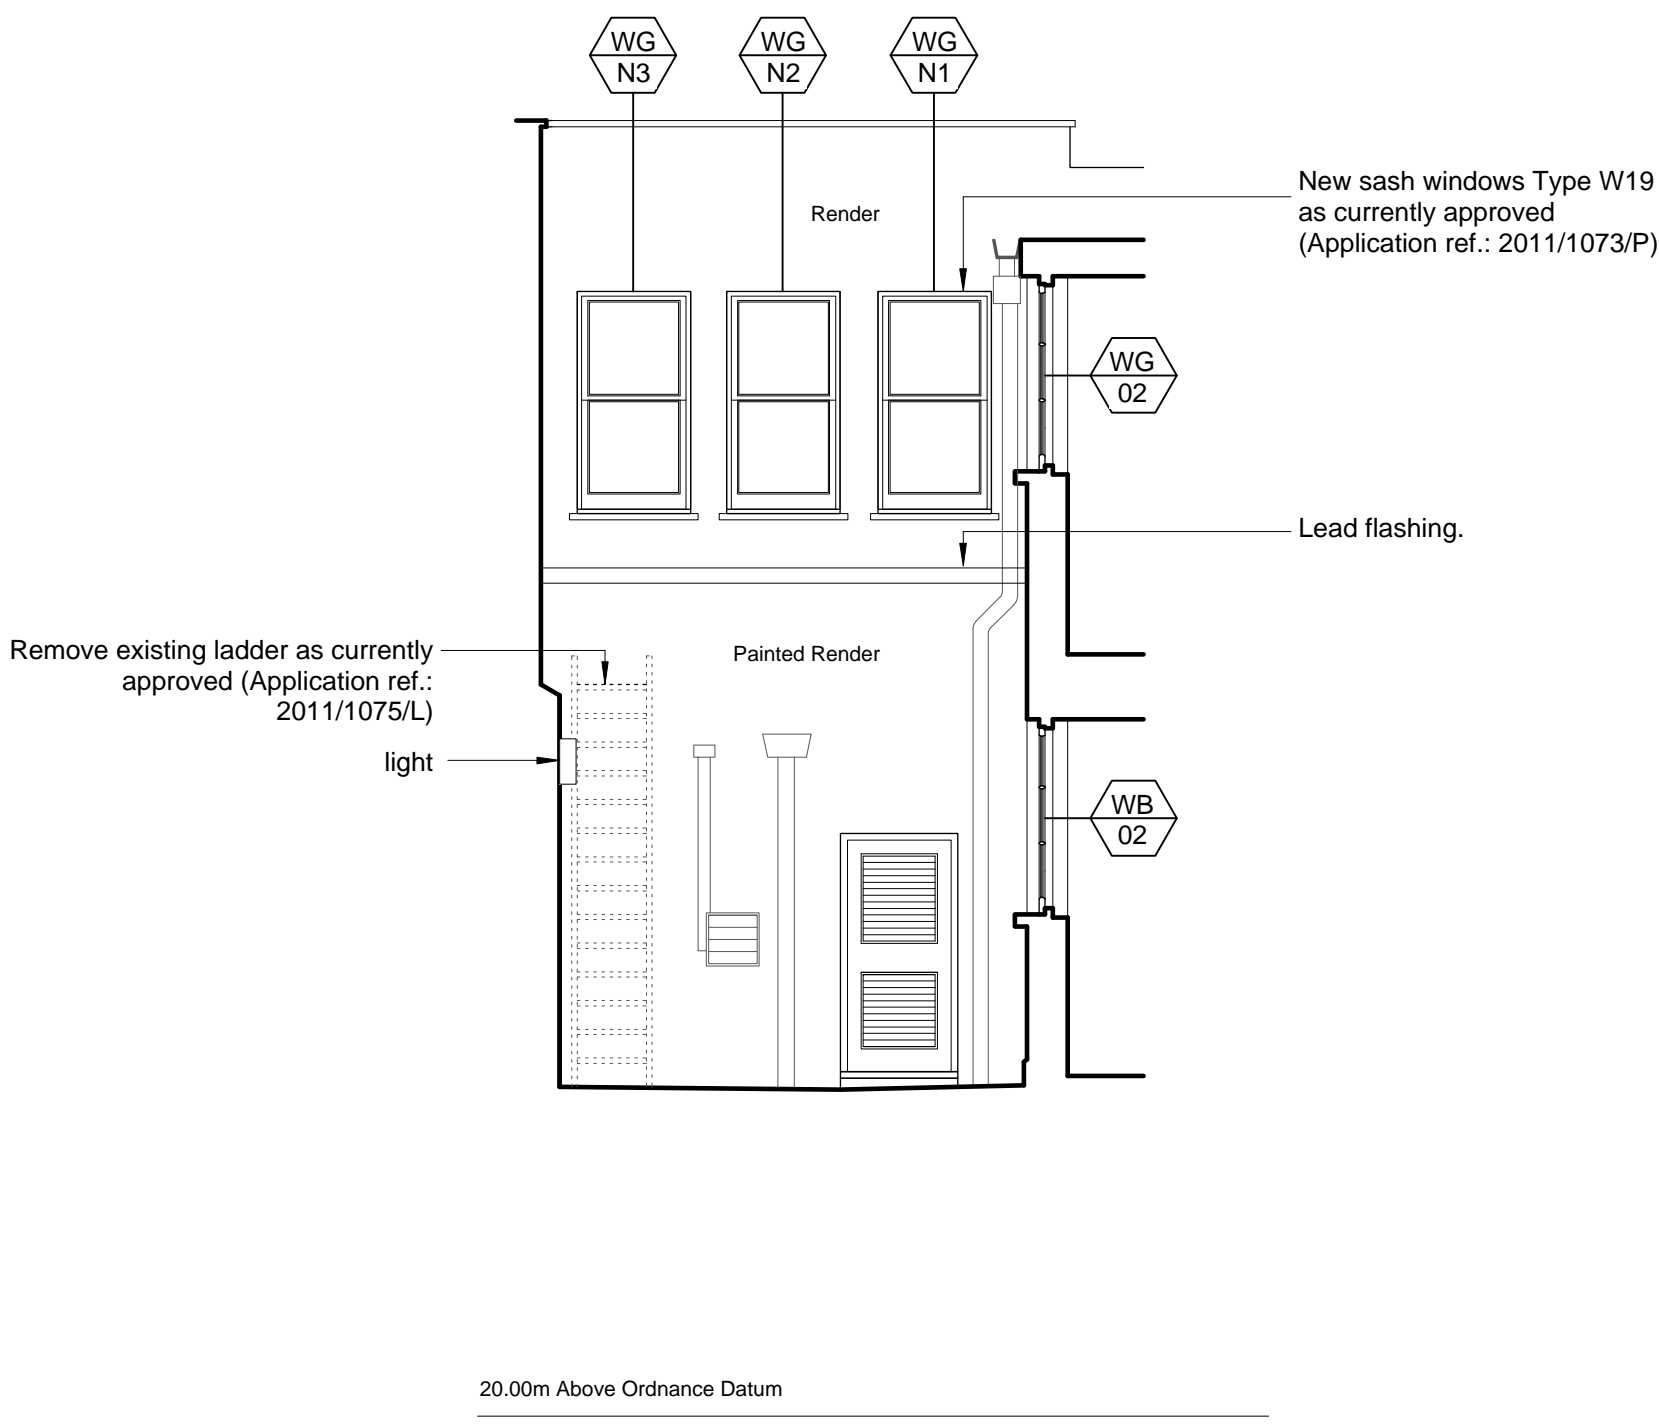 WG
N3
WG
N2
WG
N1
New sash windows Type W19
as currently approved
(Application ref.: 2011/1073/P)
Render
WG
02
Lead flashing.
Remove existing ladder as currently
approved (Application ref.:
2011/1075/L)
Painted Render
light
WB
02
20.00m Above Ordnance Datum